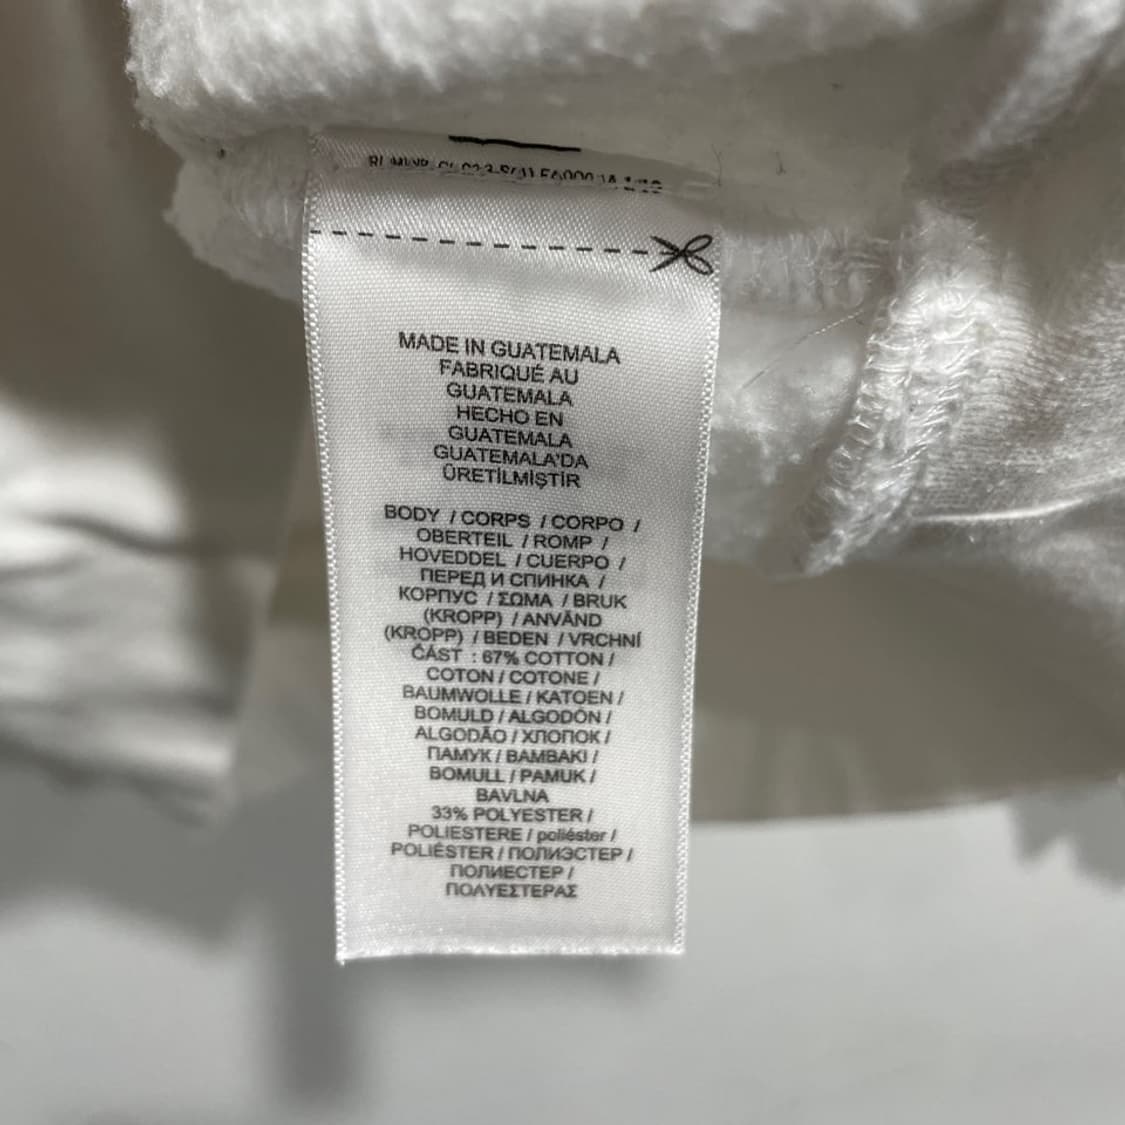 MADE IN GUATEMALA
FABRIQUÉ AU
GUATEMALA
HECHO EN
GUATEMALA
GUATEMALA'DA
ÜRETİLMİŞTİR
BODY / CORPS / CORPO /
OBERTEIL / ROMP /
HOVEDDEL / CUERPO /
ПЕРЕД И СПИНКА /
КОРПУС / ΣΩΜΑ / BRUK
(KROPP) / ANVÄND
(KROPP) / BEDEN / VRCHNÍ
ČÁST : 67% COTTON /
COTON / COTONE /
BAUMWOLLE / KATOEN /
BOMULD / ALGODÓN /
ALGODÃO / ХЛОПОК /
ПАМУК / ΒΑΜΒΑΚΙ /
BOMULL / PAMUK /
BAVLNA
33% POLYESTER /
POLIESTERE / poliéster /
POLIÉSTER / ПОЛИЭСТЕР /
ПОЛИЕСТЕР /
ΠΟΛΥΕΣΤΕΡΑΣ